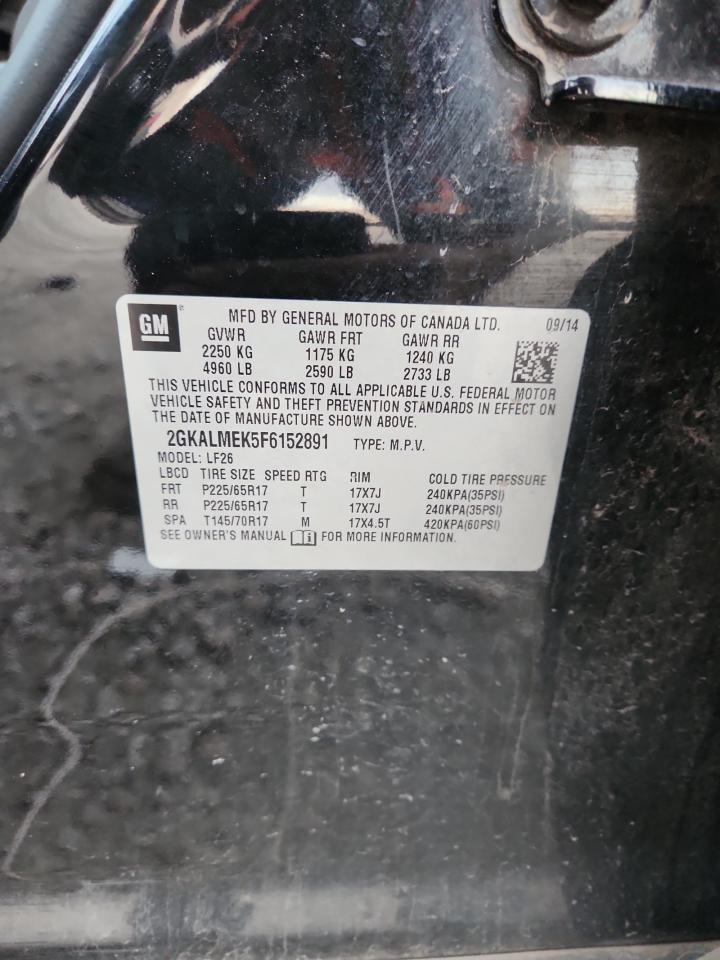 GM ® MFD BY GENERAL MOTORS OF CANADA LTD. 09/14
GVWR GAWR FRT GAWR RR
2250 KG 1175 KG 1240 KG
4960 LB 2590 LB 2733 LB
THIS VEHICLE CONFORMS TO ALL APPLICABLE U.S. FEDERAL MOTOR
VEHICLE SAFETY AND THEFT PREVENTION STANDARDS IN EFFECT ON
THE DATE OF MANUFACTURE SHOWN ABOVE.
2GKALMEK5F6152891 TYPE: M.P.V.
MODEL: LF26
LBCD TIRE SIZE SPEED RTG RIM COLD TIRE PRESSURE
FRT P225/65R17 T 17X7J 240KPA(35PSI)
RR P225/65R17 T 17X7J 240KPA(35PSI)
SPA T145/70R17 M 17X4.5T 420KPA(60PSI)
SEE OWNER'S MANUAL i FOR MORE INFORMATION.